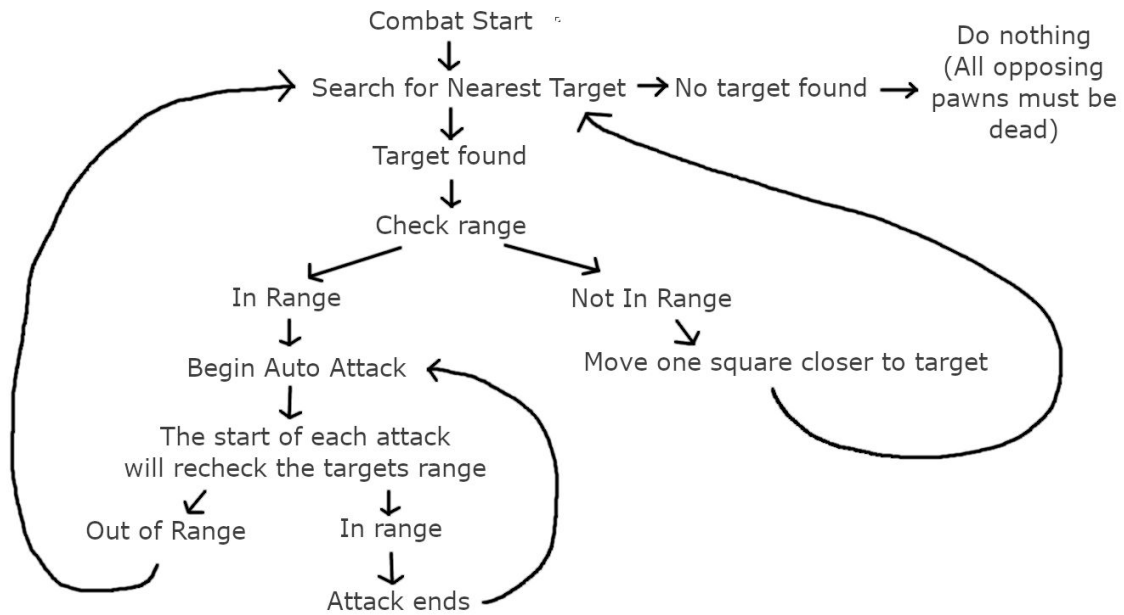 Combat Start
Search for Nearest Target
No target found
Do nothing
(All opposing
pawns must be
dead)
Target found
Check range
In Range
Not In Range
Begin Auto Attack
Move one square closer to target
The start of each attack
will recheck the targets range
Out of Range
In range
Attack ends